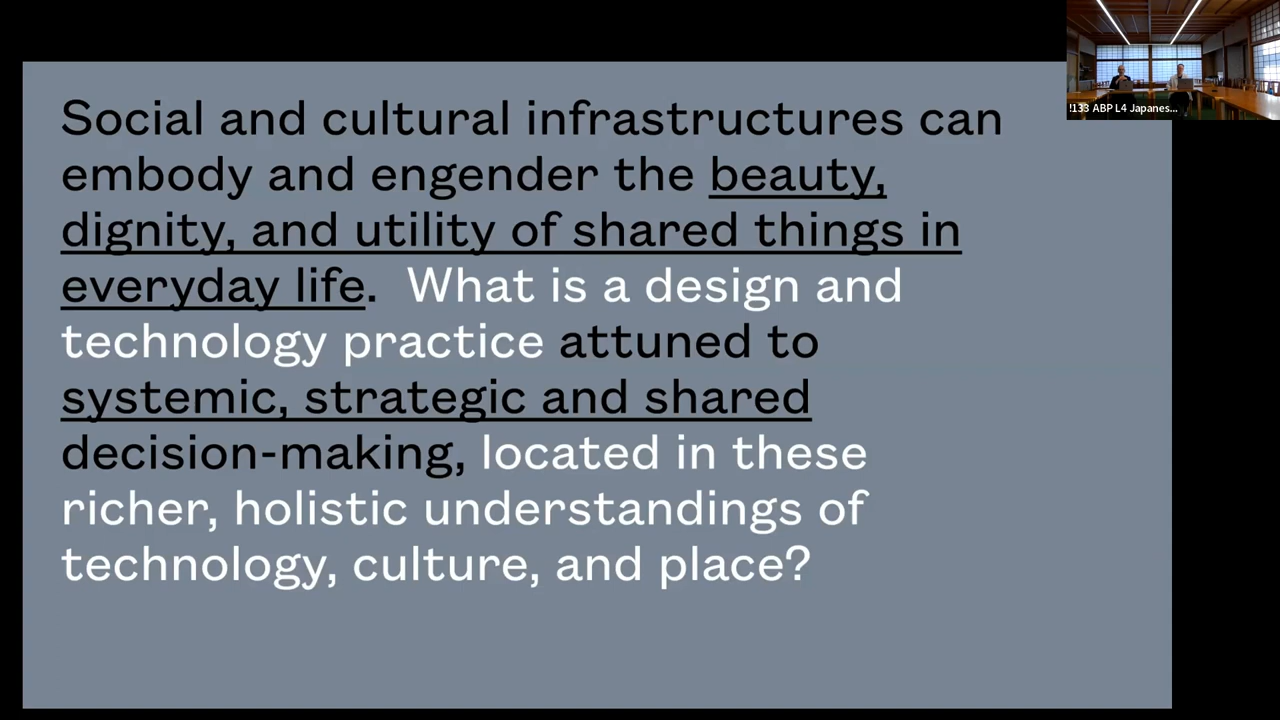 Social and cultural infrastructures can
embody and engender the beauty,
dignity, and utility of shared things in
everyday life. What is a design and
technology practice attuned to
systemic, strategic and shared
decision-making, located in these
richer, holistic understandings of
technology, culture, and place?
!133 ABP L4 Japanes...